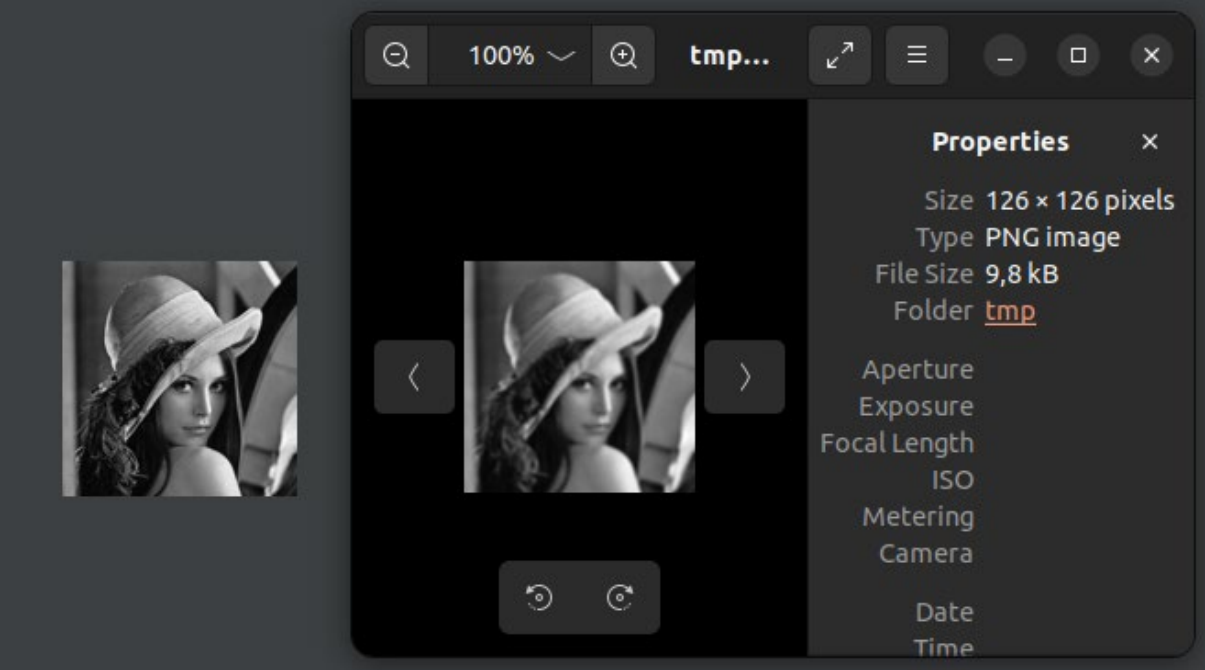 100%
tmp...
Properties
Size 126 × 126 pixels
Type PNG image
File Size 9,8 kB
Folder tmp
Aperture
Exposure
Focal Length
ISO
Metering
Camera
Date
Time